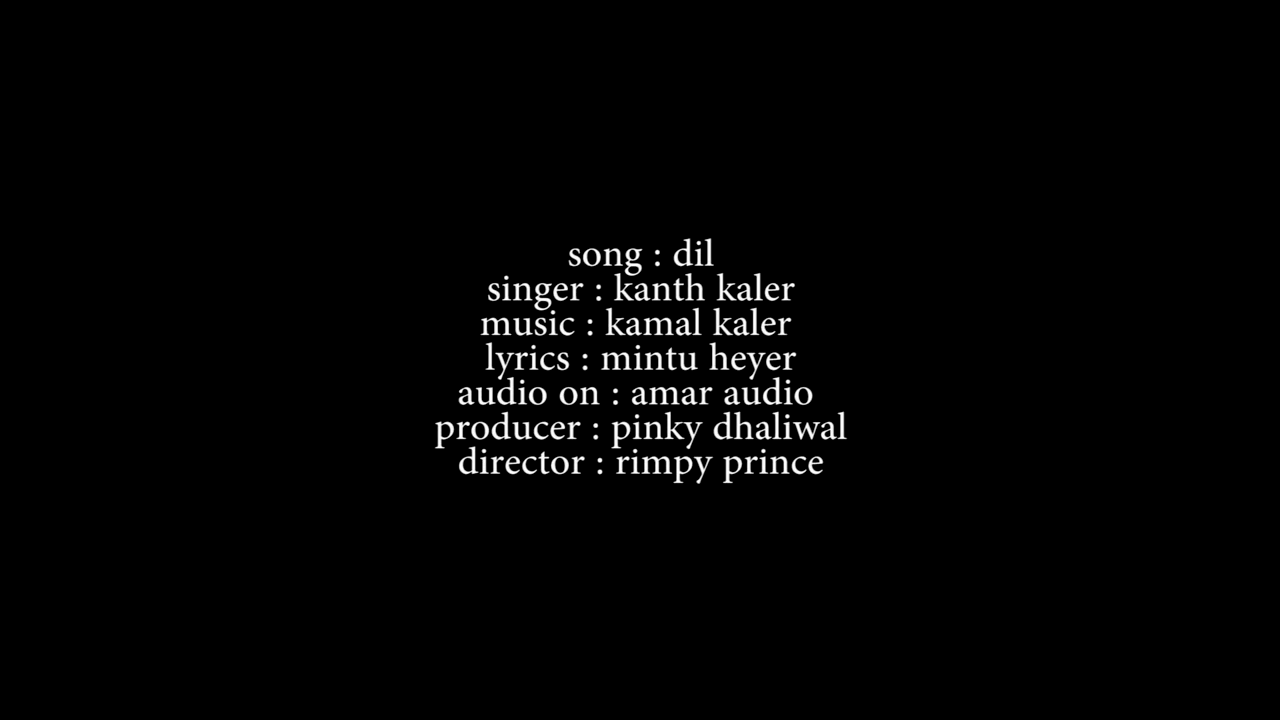 song : dil
singer : kanth kaler
music : kamal kaler
lyrics : mintu heyer
audio on : amar audio
producer : pinky dhaliwal
director : rimpy prince